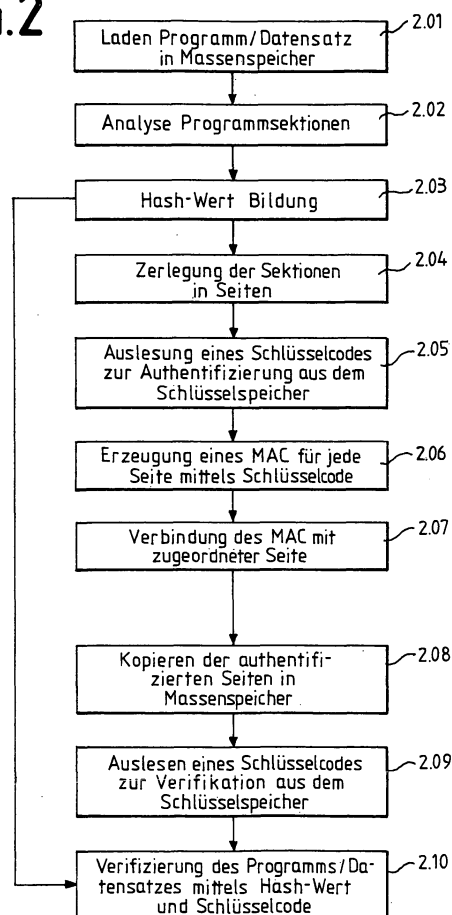 .2
Laden Programm/Datensatz
in Massenspeicher
2.01
Analyse Programmsektionen
2.02
Hash-Wert Bildung
2.03
Zerlegung der Sektionen
in Seiten
2.04
Auslesung eines Schlüsselcodes
zur Authentifizierung aus dem
Schlüsselspeicher
2.05
Erzeugung eines MAC für jede
Seite mittels Schlüsselcode
2.06
Verbindung des MAC mit
zugeordneter Seite
2.07
Kopieren der authentifi-
zierten Seiten in
Massenspeicher
2.08
Auslesen eines Schlüsselcodes
zur Verifikation aus dem
Schlüsselspeicher
2.09
Verifizierung des Programms/Da-
tensatzes mittels Hash-Wert
und Schlüsselcode
2.10